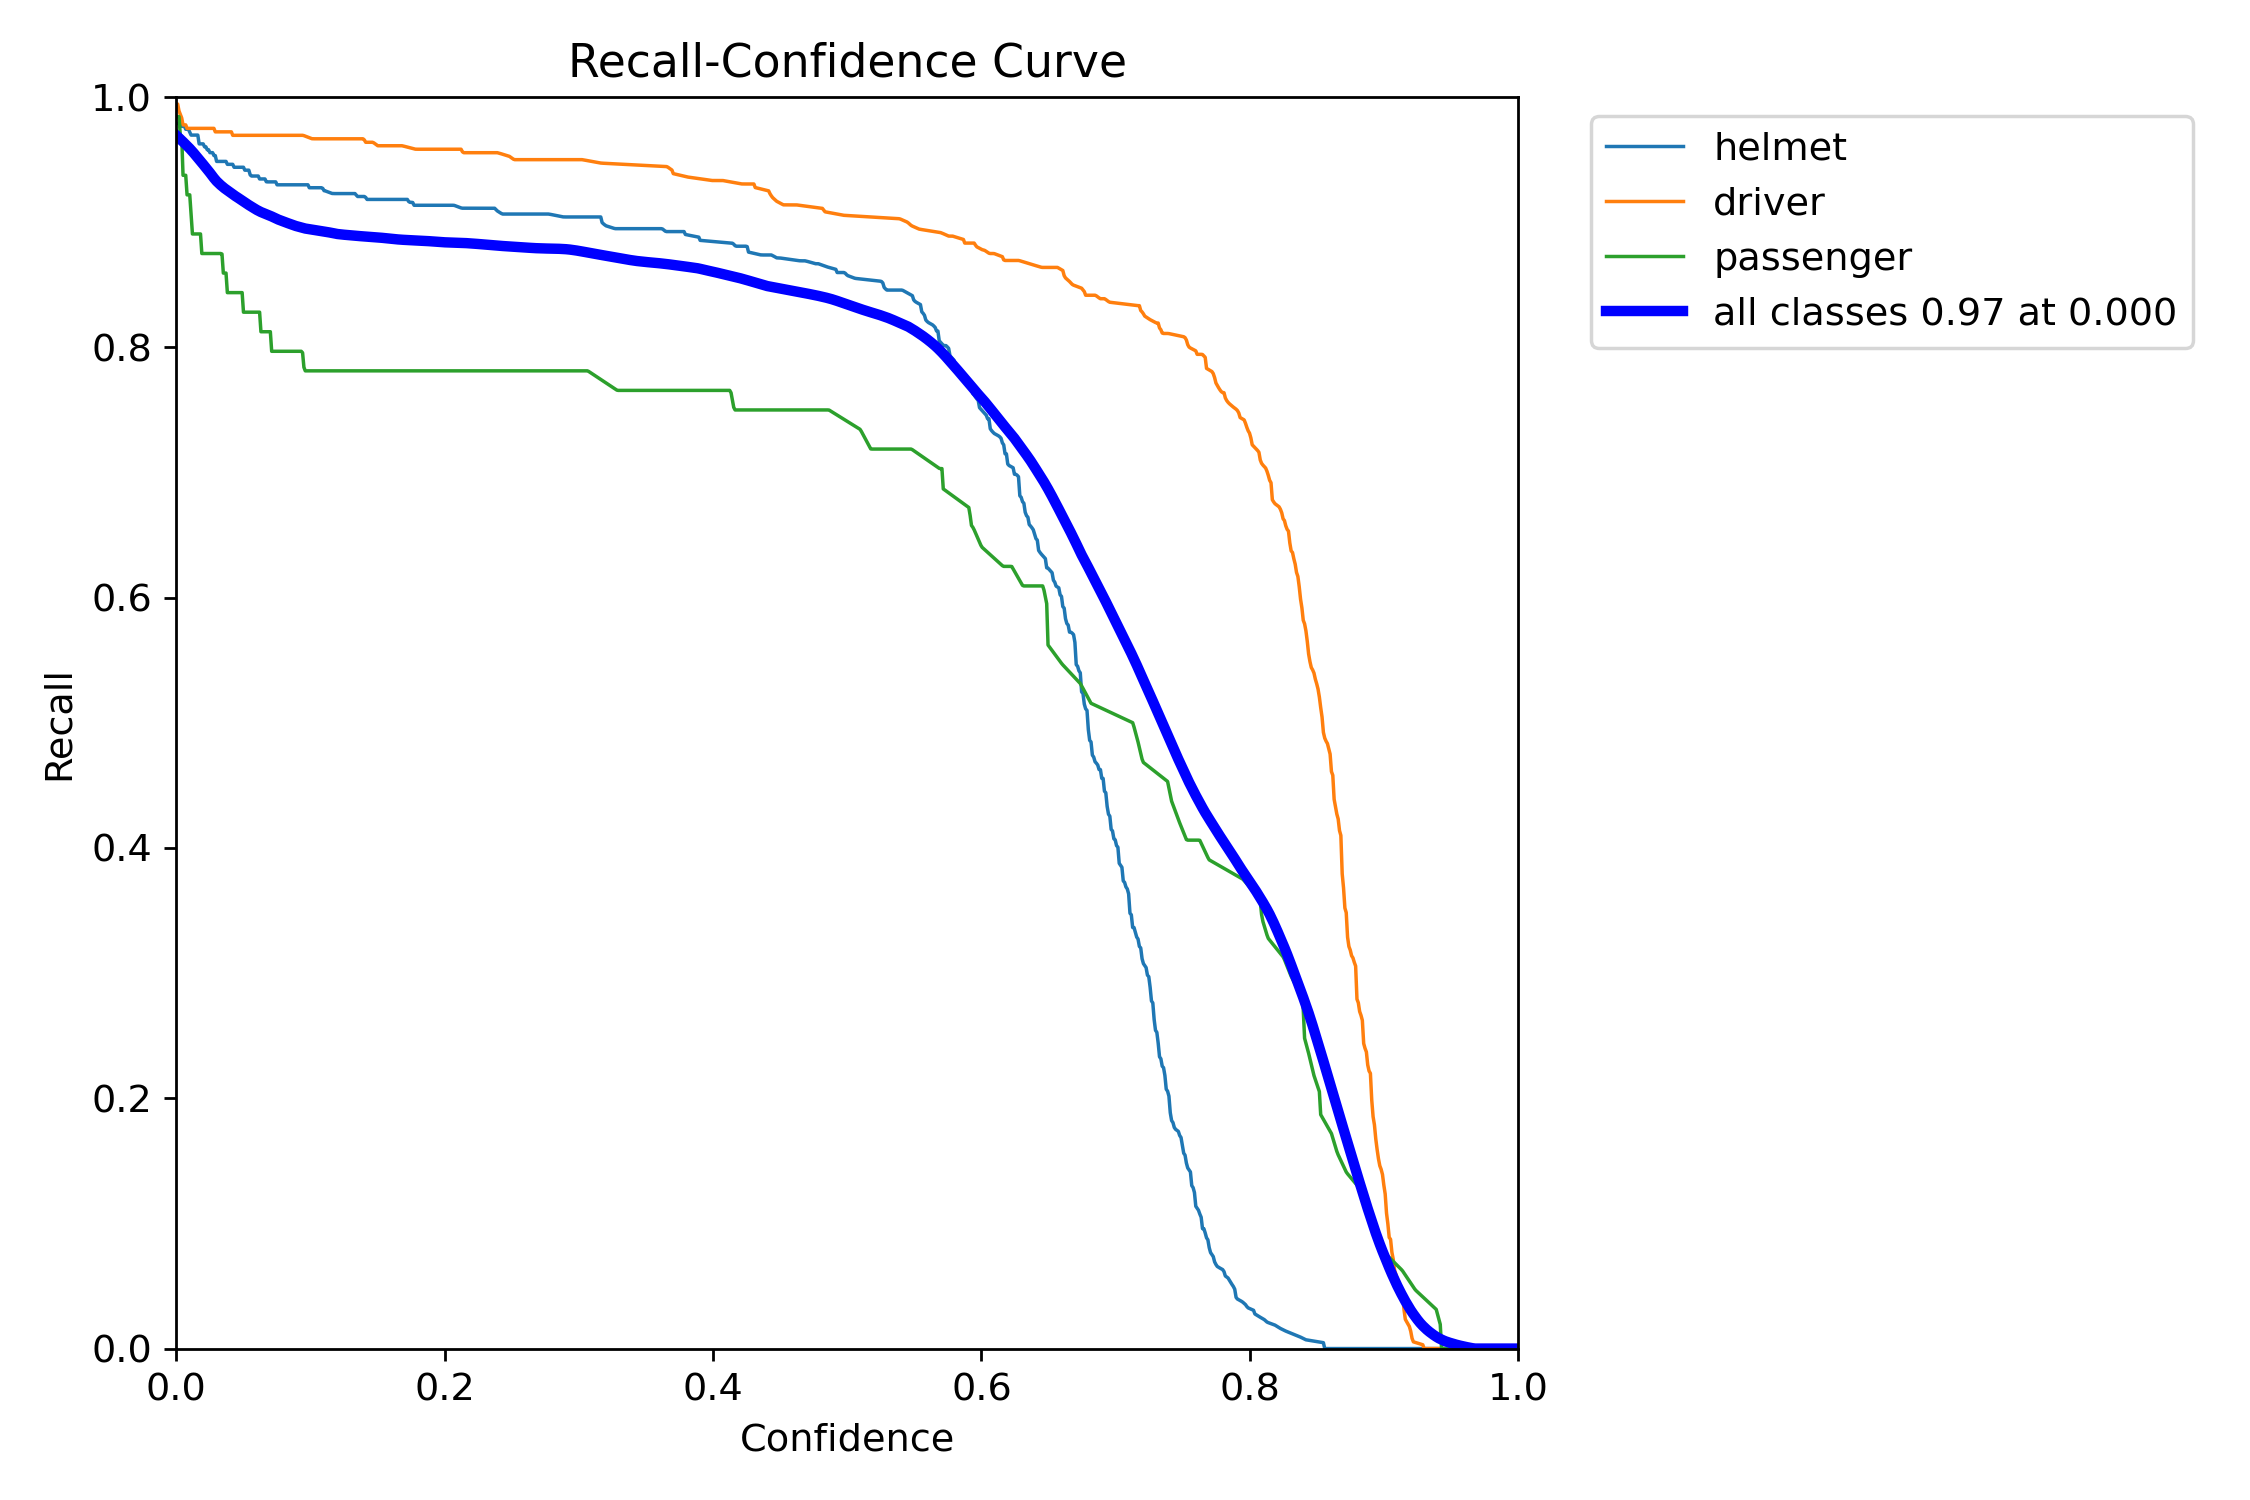 Recall-Confidence Curve
1.0
0.8
0.6
0.4
0.2
0.0
Recall
0.0 0.2 0.4 0.6 0.8 1.0
Confidence
helmet
driver
passenger
all classes 0.97 at 0.000